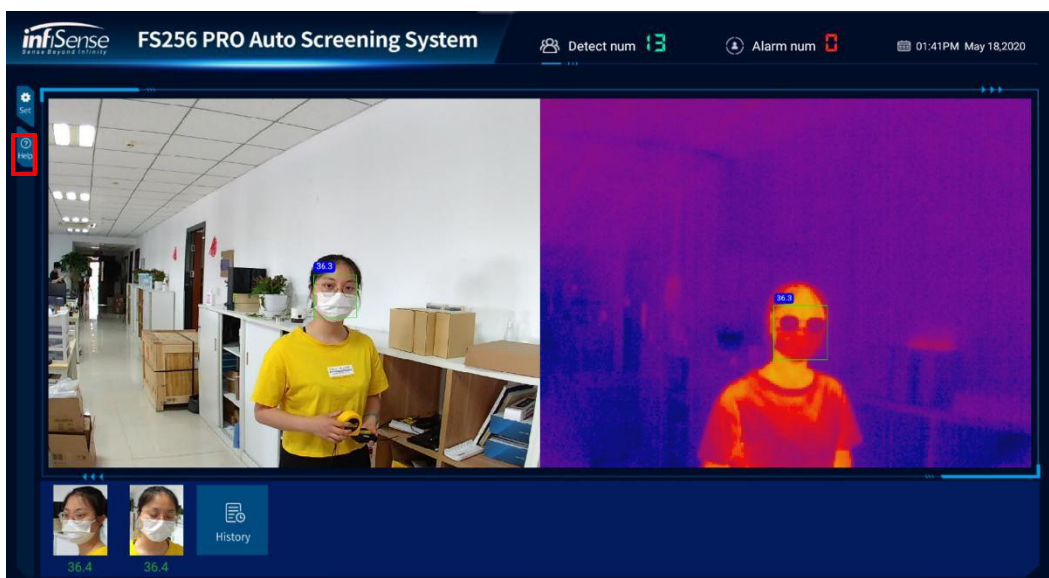 infiSense
Sense Beyond Infinity
FS256 PRO Auto Screening System
Detect num 13
Alarm num 0
01:41PM May 18,2020
Set
Help
36.3
36.3
History
36.4
36.4